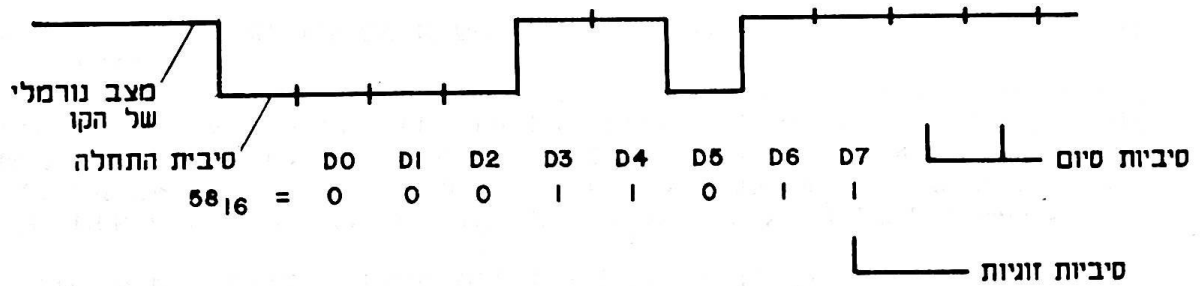 מצב נורמלי
של הקו
סיבית התחלה
D0 D1 D2 D3 D4 D5 D6 D7
סיביות סיום
58₁₆ = 0 0 0 1 1 0 1 1
סיביות זוגיות